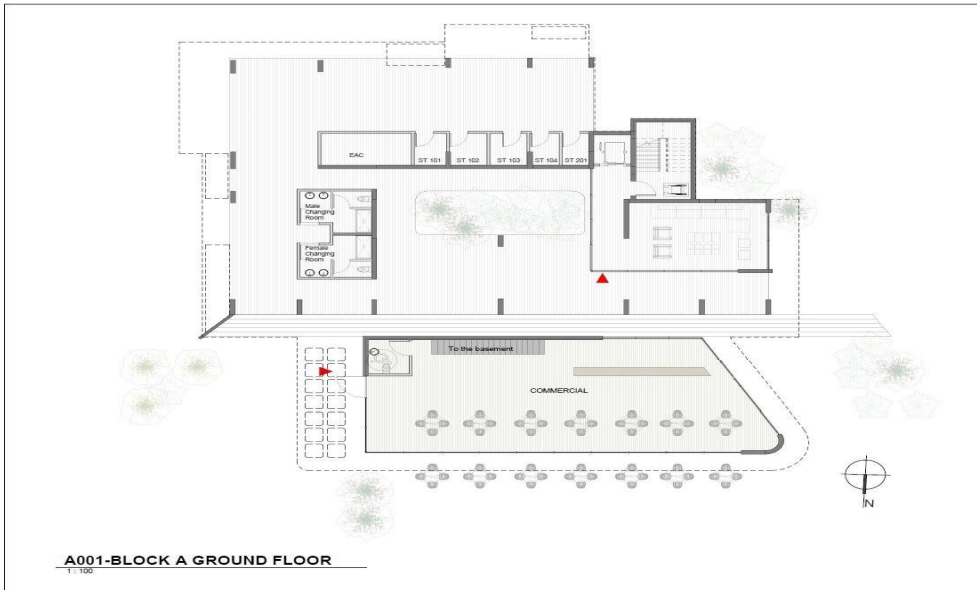 EAC
ST 101
ST 102
ST 103
ST 104
ST 201
Male
Changing
Room
Female
Changing
Room
To the basement
COMMERCIAL
N
A001-BLOCK A GROUND FLOOR
1 : 100